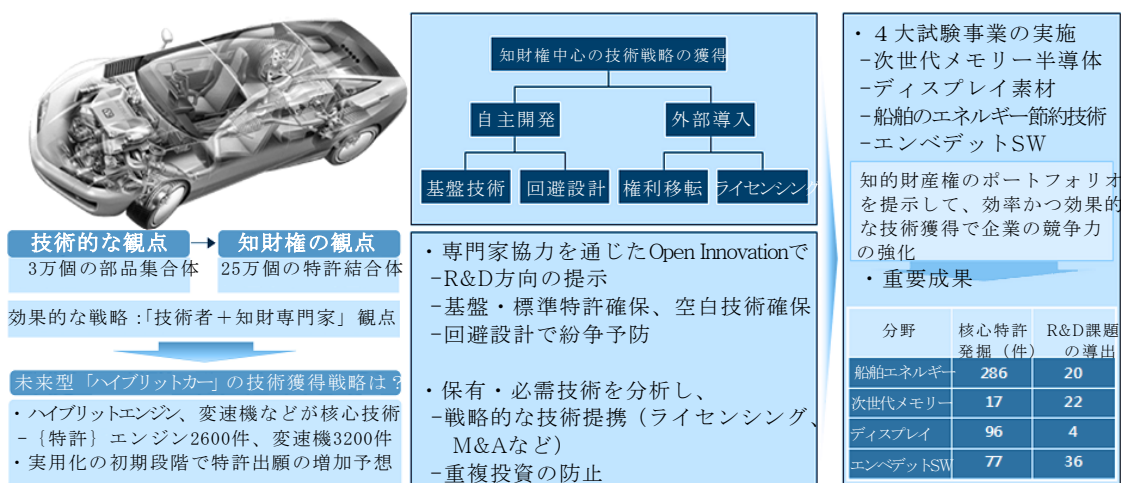 技術的な観点
知財権の観点
3万個の部品集合体
25万個の特許結合体
効果的な戦略：「技術者＋知財専門家」観点
未来型「ハイブリットカー」の技術獲得戦略は？
・ハイブリットエンジン、変速機などが核心技術
－｛特許｝エンジン2600件、変速機3200件
・実用化の初期段階で特許出願の増加予想
知財権中心の技術戦略の獲得
自主開発
外部導入
基盤技術
回避設計
権利移転
ライセンシング
・専門家協力を通じたOpen Innovationで
－R&D方向の提示
－基盤・標準特許確保、空白技術確保
－回避設計で紛争予防
・保有・必需技術を分析し、
－戦略的な技術提携（ライセンシング、
M&Aなど）
－重複投資の防止
・４大試験事業の実施
－次世代メモリー半導体
－ディスプレイ素材
－船舶のエネルギー節約技術
－エンベデットSW
知的財産権のポートフォリオ
を提示して、効率かつ効果的
な技術獲得で企業の競争力
の強化
・重要成果
分野 核心特許 R&D課題
発掘（件） の導出
船舶エネルギー 286 20
次世代メモリー 17 22
ディスプレイ 96 4
エンベデットSW 77 36